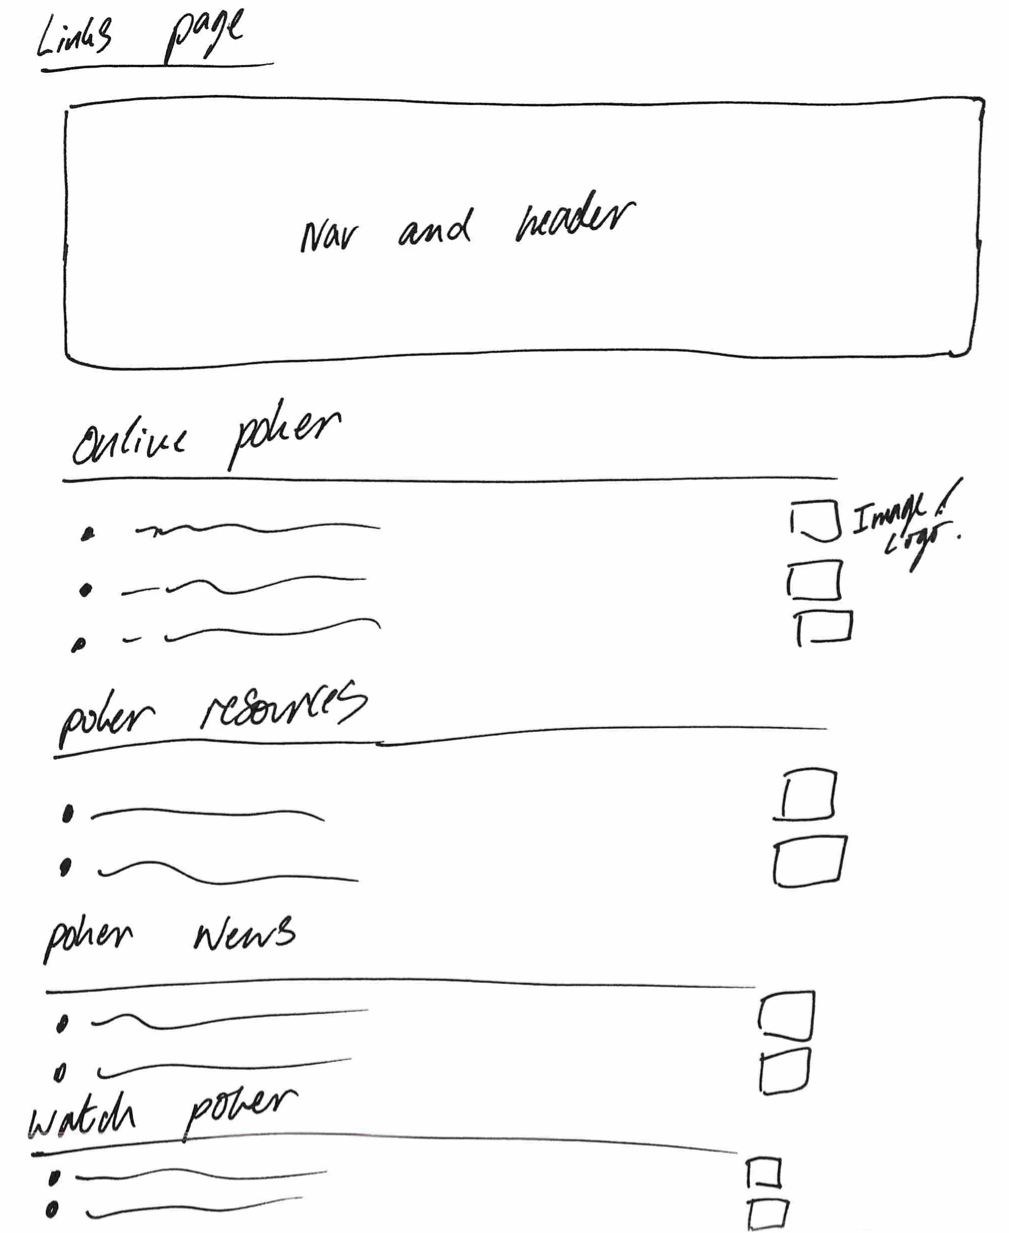 Links page
Nav and header
Online poker
Image/
Logo.
poker resources
poker News
Watch poker